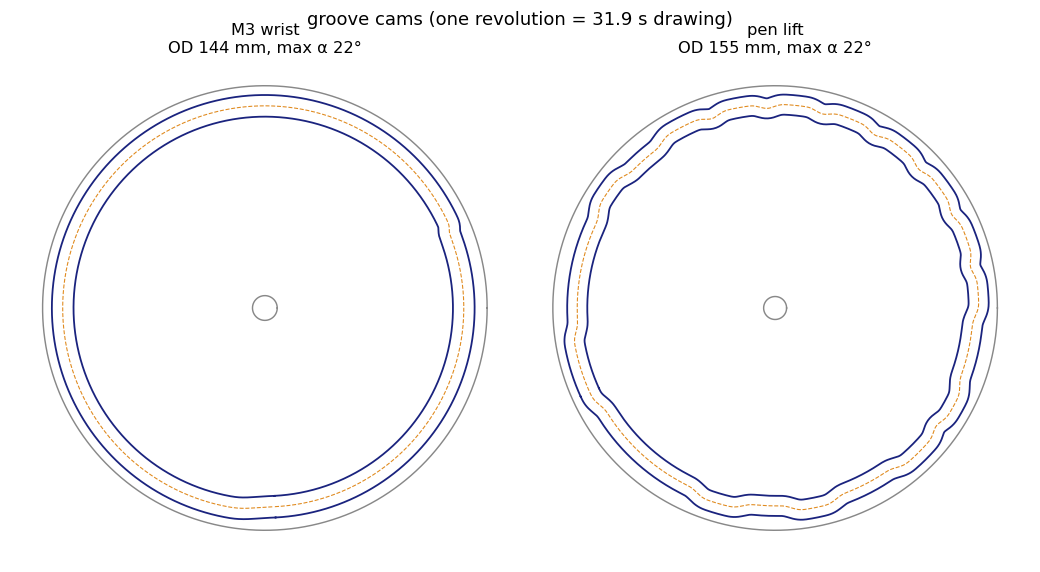 groove cams (one revolution = 31.9 s drawing)
M3 wrist
OD 144 mm, max α 22°
pen lift
OD 155 mm, max α 22°